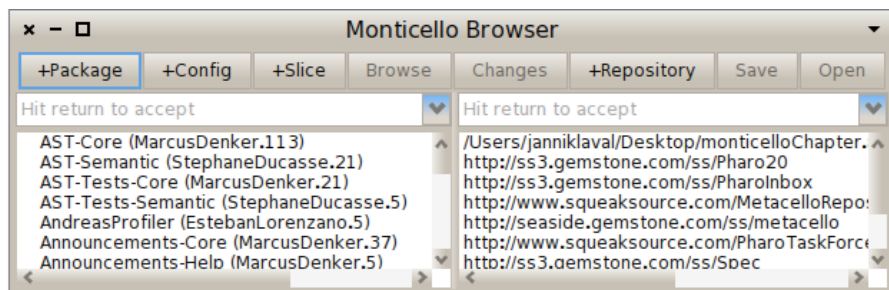 Monticello Browser
+Package +Config +Slice Browse Changes +Repository Save Open
Hit return to accept Hit return to accept
AST-Core (MarcusDenker.113)
AST-Semantic (StephaneDucasse.21)
AST-Tests-Core (MarcusDenker.21)
AST-Tests-Semantic (StephaneDucasse.5)
AndreasProfiler (EstebanLorenzano.5)
Announcements-Core (MarcusDenker.37)
Announcements-Help (MarcusDenker.5)
/Users/janniklaval/Desktop/monticelloChapter.
http://ss3.gemstone.com/ss/Pharo20
http://ss3.gemstone.com/ss/PharoInbox
http://www.squeaksource.com/MetacelloRepos
http://seaside.gemstone.com/ss/metacello
http://www.squeaksource.com/PharoTaskForce
http://ss3.gemstone.com/ss/Spec